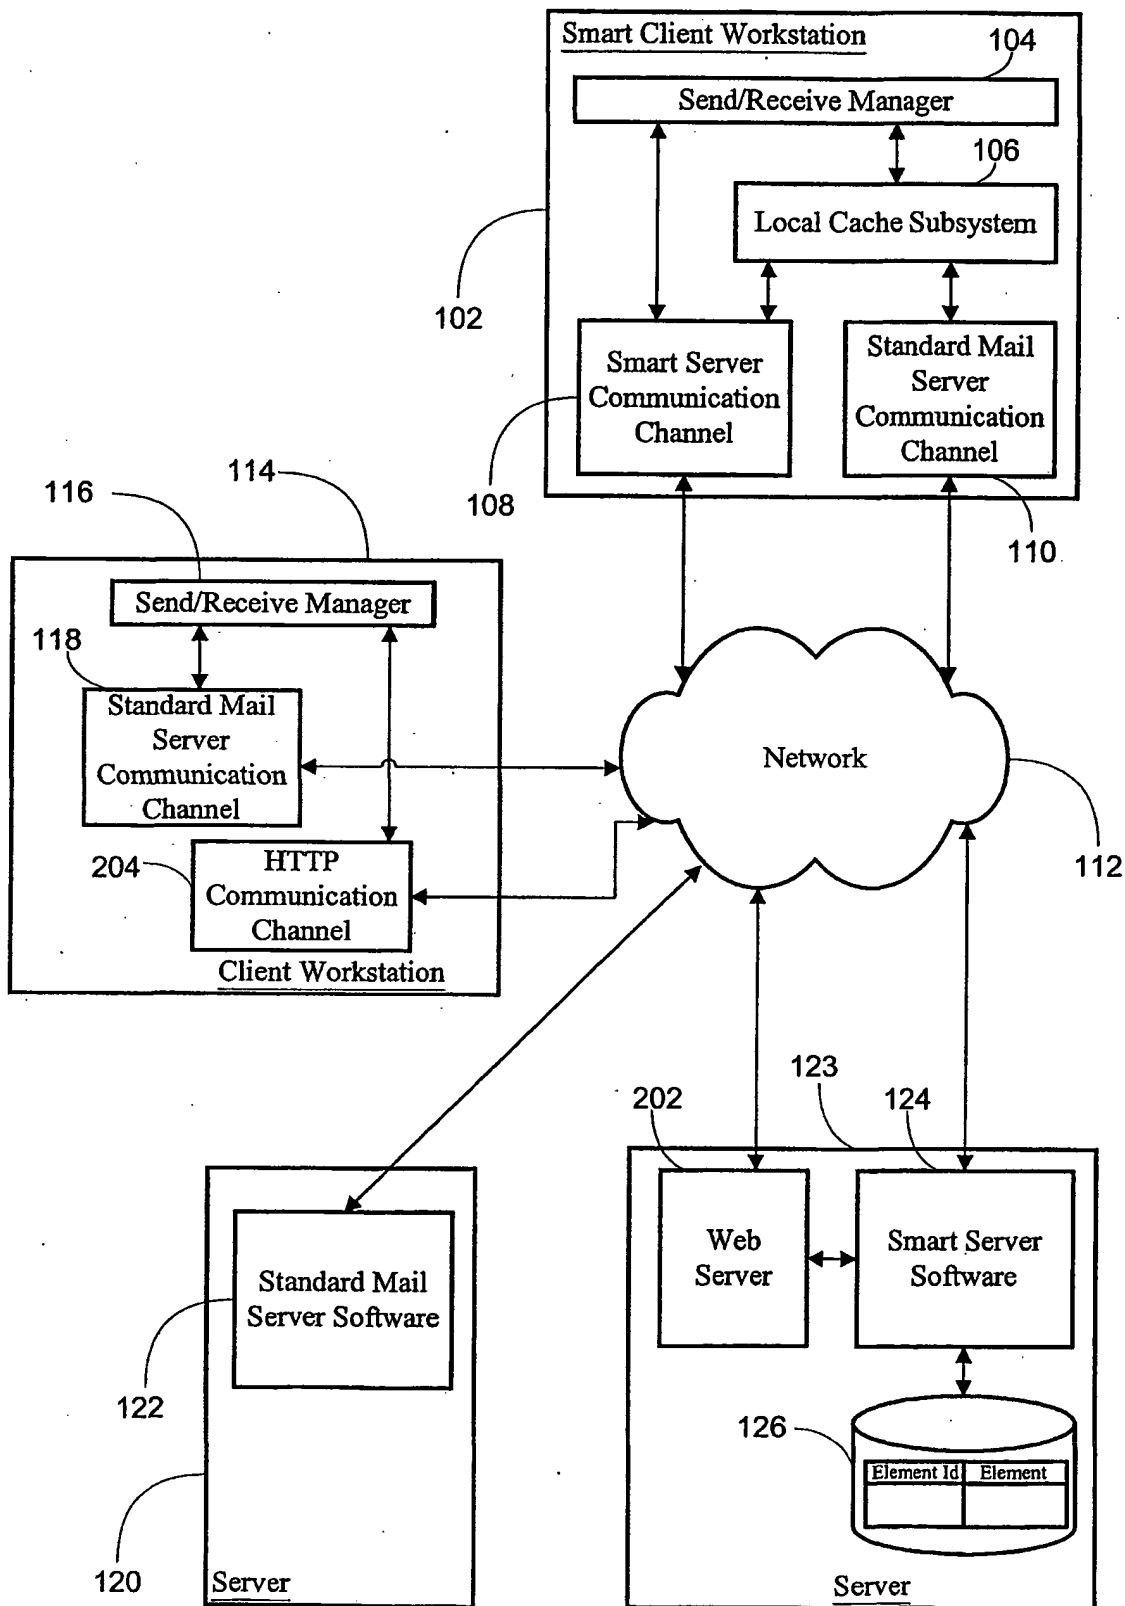 Smart Client Workstation
104
Send/Receive Manager
106
Local Cache Subsystem
102
Smart Server
Communication
Channel
Standard Mail
Server
Communication
Channel
108
110
114
116
Send/Receive Manager
118
Standard Mail
Server
Communication
Channel
204
HTTP
Communication
Channel
Client Workstation
Network
112
123
202
124
Web
Server
Smart Server
Software
Standard Mail
Server Software
122
126
Element Id
Element
120
Server
Server